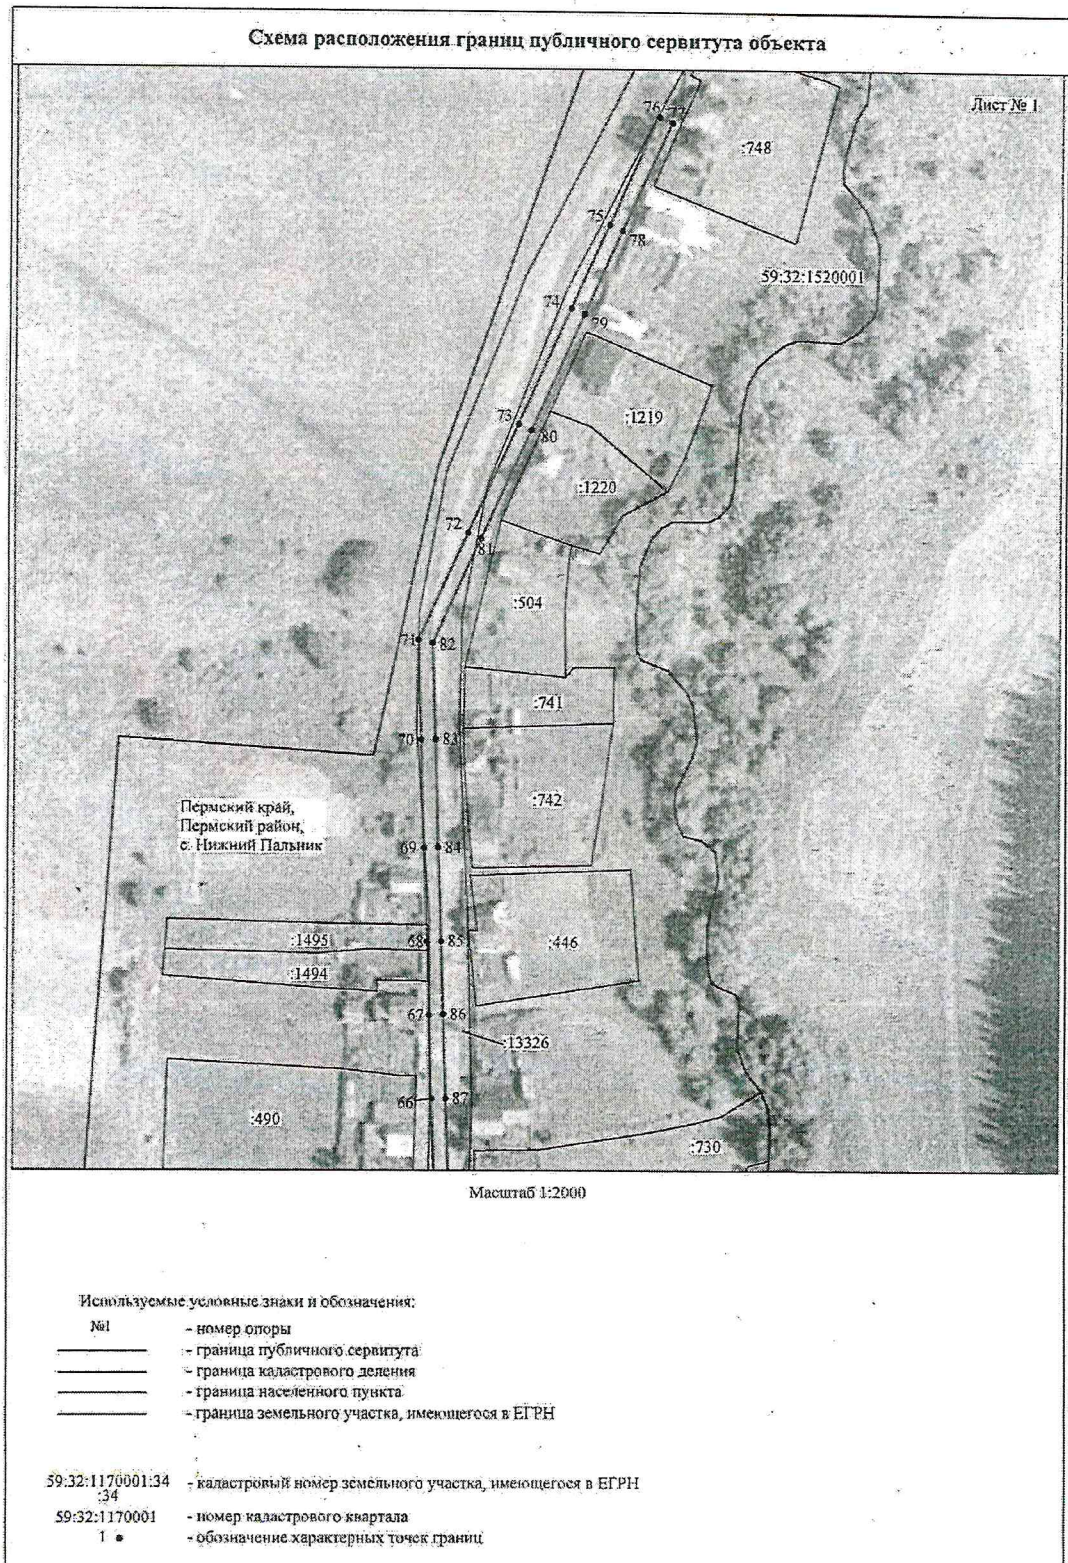 Схема расположения границ публичного сервитута объекта
Лист № 1
76
77
:748
75
78
59:32:1520001
74
79
:1219
73
80
:1220
72
81
:504
71
82
:741
70
83
:742
Пермский край,
Пермский район,
с. Нижний Пальник
69
84
:1495
68
85
:446
:1494
67
86
:13326
66
87
:490
:730
Масштаб 1:2000
Используемые условные знаки и обозначения:
№1 - номер опоры
- граница публичного сервитута
- граница кадастрового деления
- граница населенного пункта
- граница земельного участка, имеющегося в ЕГРН
59:32:1170001:34 - кадастровый номер земельного участка, имеющегося в ЕГРН
:34
59:32:1170001 - номер кадастрового квартала
1 - обозначение характерных точек границ